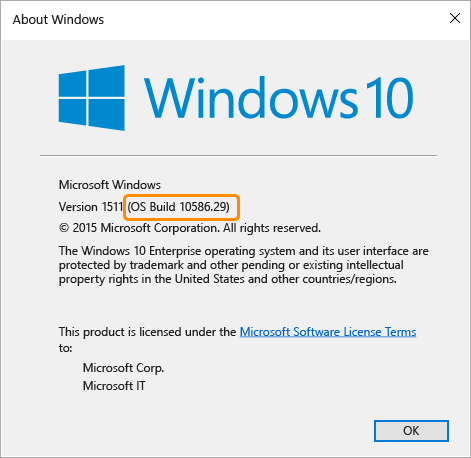 About Windows
Windows 10
Microsoft Windows
Version 1511 (OS Build 10586.29)
© 2015 Microsoft Corporation. All rights reserved.
The Windows 10 Enterprise operating system and its user interface are
protected by trademark and other pending or existing intellectual
property rights in the United States and other countries/regions.
This product is licensed under the Microsoft Software License Terms
to:
Microsoft Corp.
Microsoft IT
OK